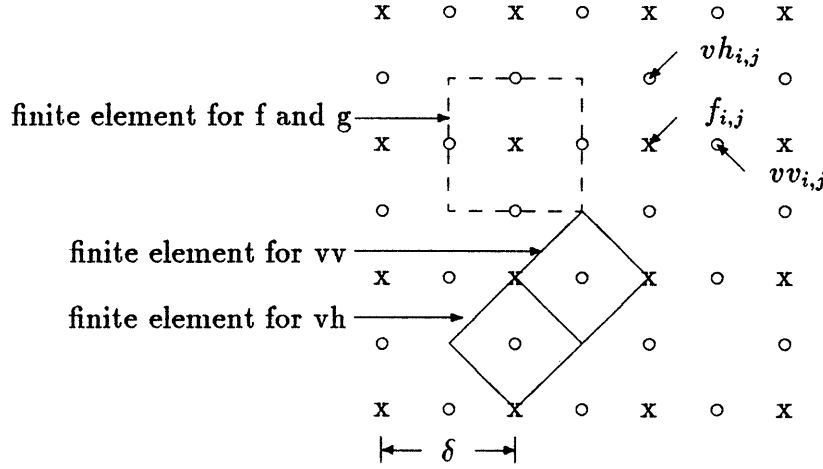 x o x o x o x
o o o o
vh_{i,j}
finite element for f and g
f_{i,j}
x o x o x o x
vv_{i,j}
o o o o
finite element for vv
x o x o x o x
finite element for vh
o o o o
x o x o x o x
δ